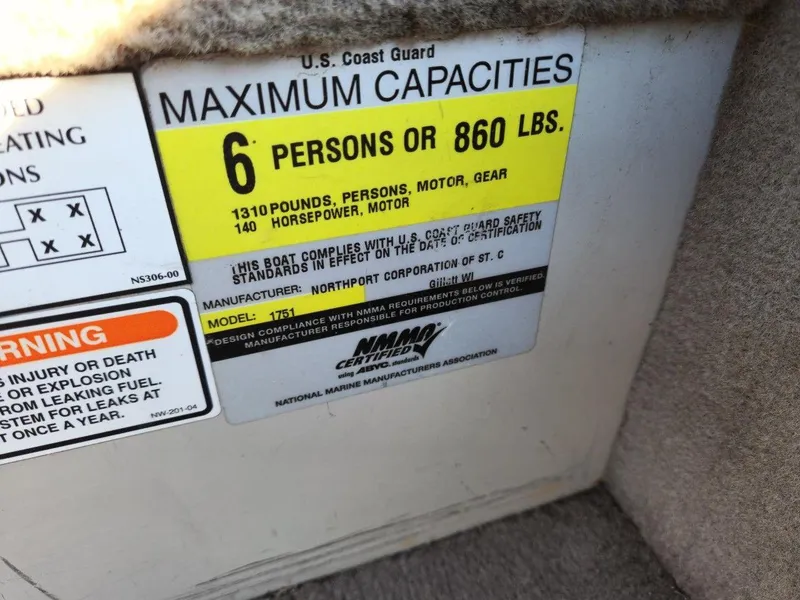 U.S. Coast Guard
MAXIMUM CAPACITIES
6 PERSONS OR 860 LBS.
1310 POUNDS, PERSONS, MOTOR, GEAR
140 HORSEPOWER, MOTOR
THIS BOAT COMPLIES WITH U.S. COAST GUARD SAFETY
STANDARDS IN EFFECT ON THE DATE OF CERTIFICATION
MANUFACTURER: NORTHPORT CORPORATION OF ST. C
Gillett WI
MODEL: 1751
DESIGN COMPLIANCE WITH NMMA REQUIREMENTS BELOW IS VERIFIED.
MANUFACTURER RESPONSIBLE FOR PRODUCTION CONTROL.
NMMA
CERTIFIED
using ABYC standards
NATIONAL MARINE MANUFACTURERS ASSOCIATION
LD
EATING
ONS
X X
X X
NS306-00
RNING
S INJURY OR DEATH
E OR EXPLOSION
FROM LEAKING FUEL.
STEM FOR LEAKS AT
T ONCE A YEAR.
NW-201-04